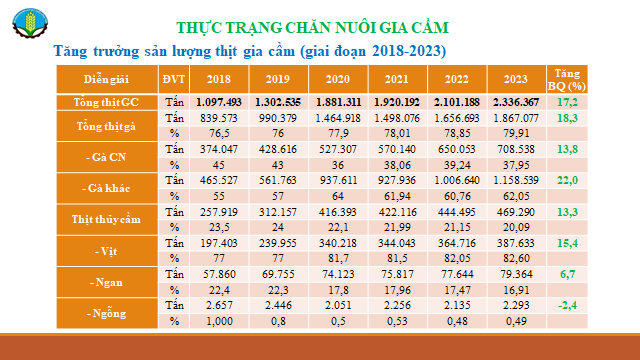 THỰC TRẠNG CHĂN NUÔI GIA CẦM
Tăng trưởng sản lượng thịt gia cầm (giai đoạn 2018-2023)
Diễn giải ĐVT 2018 2019 2020 2021 2022 2023 Tăng BQ (%)
Tổng thịt GC Tấn 1.097.493 1.302.535 1.881.311 1.920.192 2.101.188 2.336.367 17,2
Tổng thịt gà Tấn 839.573 990.379 1.464.918 1.498.076 1.656.693 1.867.077 18,3
% 76,5 76 77,9 78,01 78,85 79,91
- Gà CN Tấn 374.047 428.616 527.307 570.140 650.053 708.538 13,8
% 45 43 36 38,06 39,24 37,95
- Gà khác Tấn 465.527 561.763 937.611 927.936 1.006.640 1.158.539 22,0
% 55 57 64 61,94 60,76 62,05
Thịt thủy cầm Tấn 257.919 312.157 416.393 422.116 444.495 469.290 13,3
% 23,5 24 22,1 21,99 21,15 20,09
- Vịt Tấn 197.403 239.955 340.218 344.043 364.716 387.633 15,4
% 77 77 81,7 81,5 82,05 82,60
- Ngan Tấn 57.860 69.755 74.123 75.817 77.644 79.364 6,7
% 22,4 22,3 17,8 17,96 17,47 16,91
- Ngỗng Tấn 2.657 2.446 2.051 2.256 2.135 2.293 -2,4
% 1,000 0,8 0,5 0,53 0,48 0,49